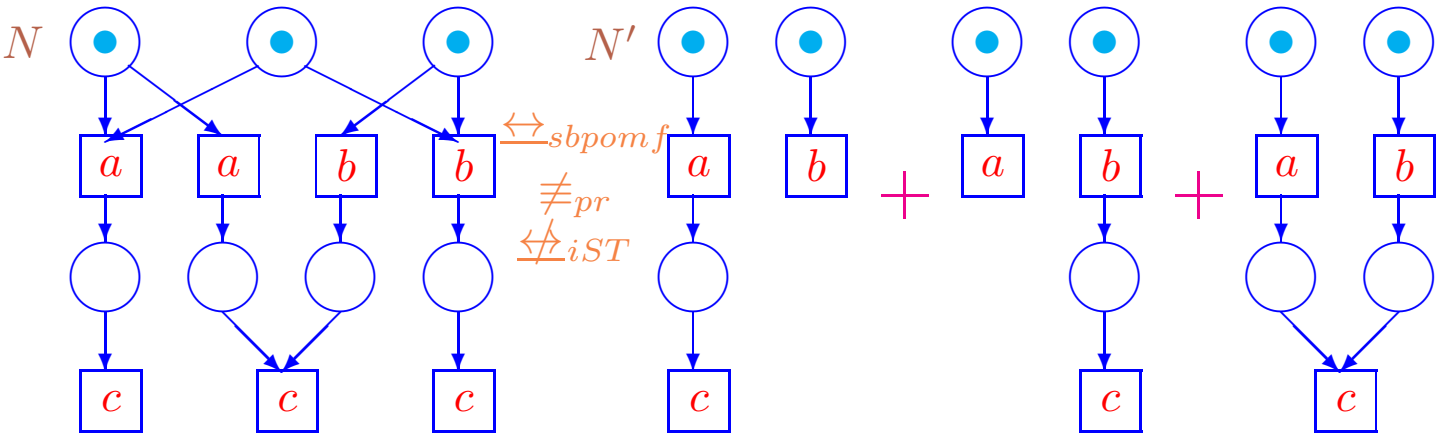 N N′
a a b b ↔̲sbpomf a b + a b + a b
≢pr
↮̲iST
c c c c c c